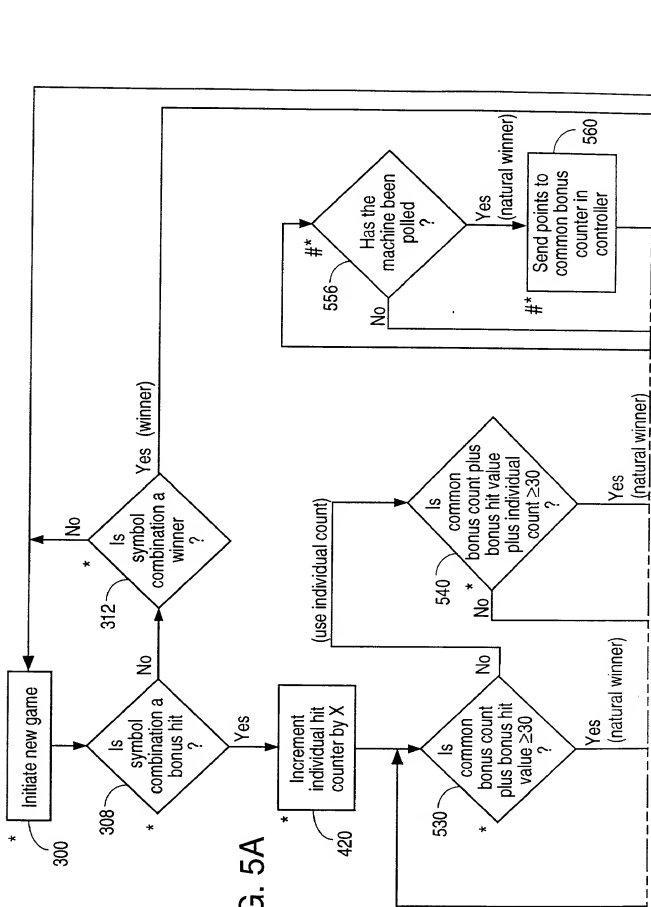 *
Initiate new game
300
Is
symbol
combination a
bonus hit
?
308
*
No
Yes
Is
symbol
combination a
winner
?
312
*
No
Yes (winner)
*
Increment
individual hit
counter by X
420
G. 5A
Is
common
bonus count
plus bonus hit
value ≥30
?
530
*
No
Yes
(natural winner)
(use individual count)
Is
common
bonus count plus
bonus hit value
plus individual
count ≥30
?
540
*
No
Yes
(natural winner)
Has the
machine been
polled
?
556
#*
No
Yes
(natural winner)
Send points to
common bonus
counter in
controller
560
#*